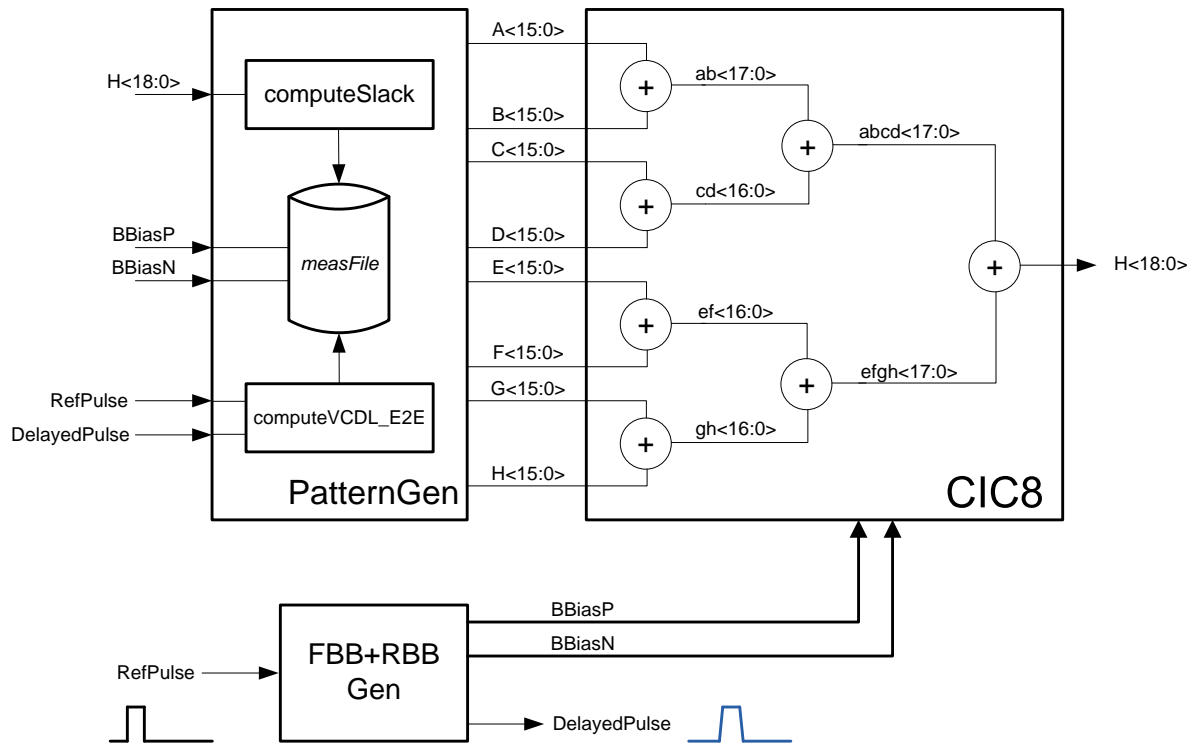 A<15:0>
H<18:0>
computeSlack
ab<17:0>
B<15:0>
abcd<17:0>
C<15:0>
cd<16:0>
D<15:0>
BBiasP
measFile
BBiasN
E<15:0>
H<18:0>
ef<16:0>
F<15:0>
efgh<17:0>
G<15:0>
RefPulse
computeVCDL_E2E
DelayedPulse
gh<16:0>
H<15:0>
PatternGen
CIC8
+
+
+
+
+
+
+
BBiasP
BBiasN
FBB+RBB
Gen
RefPulse
DelayedPulse